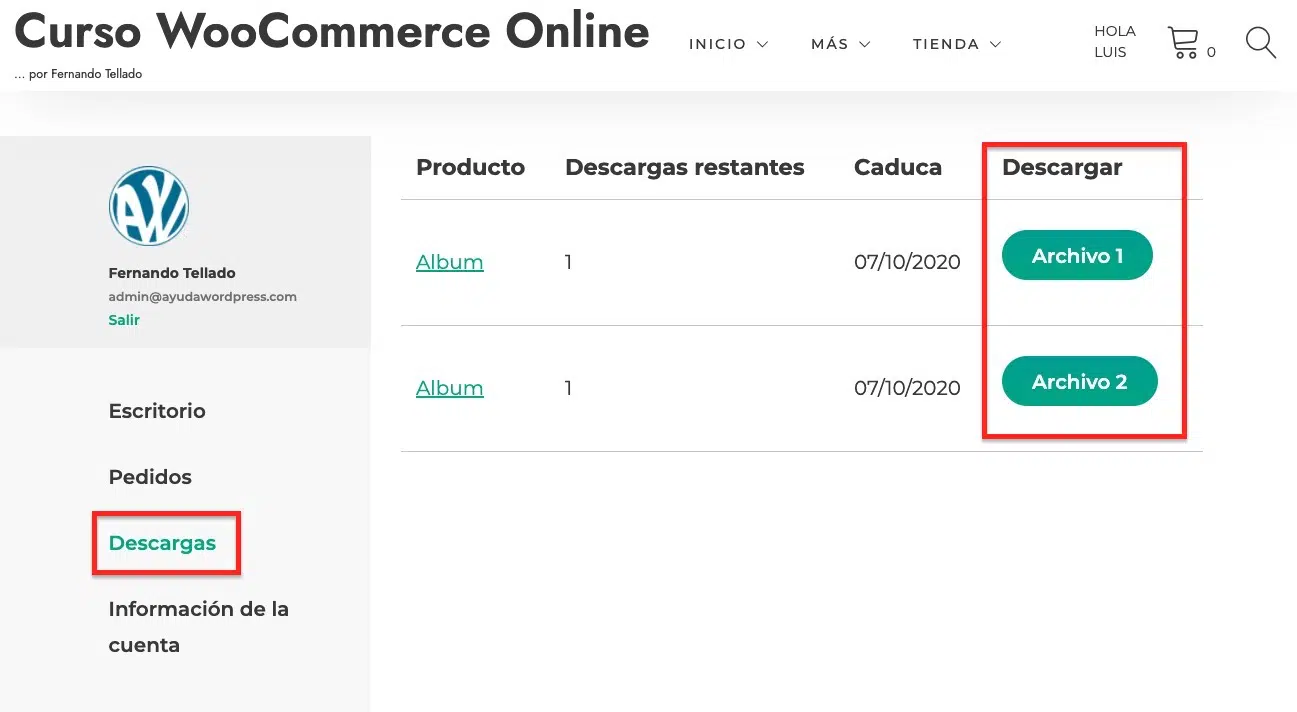 Curso WooCommerce Online
... por Fernando Tellado
INICIO
MÁS
TIENDA
HOLA
LUIS
0
AW
Fernando Tellado
admin@ayudawordpress.com
Salir
Escritorio
Pedidos
Descargas
Información de la
cuenta
Producto Descargas restantes Caduca Descargar
Album 1 07/10/2020 Archivo 1
Album 1 07/10/2020 Archivo 2